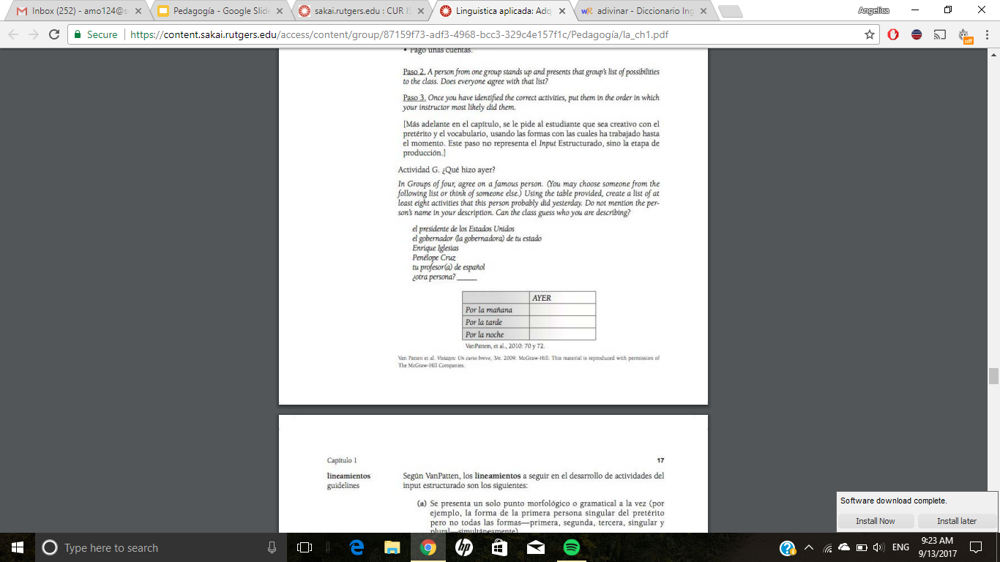 Inbox (252) - amo124@s
Pedagogía - Google Slide
sakai.rutgers.edu : CUR IS
Linguistica aplicada: Adq
adivinar - Diccionario Ing
Angelica
Secure
https://content.sakai.rutgers.edu/access/content/group/87159f73-adf3-4968-bcc3-329c4e157f1c/Pedagogía/la_ch1.pdf
off
• Pagó unas cuentas.
Paso 2. A person from one group stands up and presents that group's list of possibilities
to the class. Does everyone agree with that list?
Paso 3. Once you have identified the correct activities, put them in the order in which
your instructor most likely did them.
[Más adelante en el capítulo, se le pide al estudiante que sea creativo con el
pretérito y el vocabulario, usando las formas con las cuales ha trabajado hasta
el momento. Este paso no representa el Input Estructurado, sino la etapa de
producción.]
Actividad G. ¿Qué hizo ayer?
In Groups of four, agree on a famous person. (You may choose someone from the
following list or think of someone else.) Using the table provided, create a list of at
least eight activities that this person probably did yesterday. Do not mention the per-
son's name in your description. Can the class guess who you are describing?
el presidente de los Estados Unidos
el gobernador (la gobernadora) de tu estado
Enrique Iglesias
Penélope Cruz
tu profesor(a) de español
¿otra persona? _____
AYER
Por la mañana
Por la tarde
Por la noche
VanPatten, et al., 2010: 70 y 72.
Van Patten et al. Vistazos: Un curso breve, 3/e. 2009. McGraw-Hill. This material is reproduced with permission of
The McGraw-Hill Companies.
Capítulo 1
17
lineamientos
guidelines
Según VanPatten, los lineamientos a seguir en el desarrollo de actividades del
input estructurado son los siguientes:
(a) Se presenta un solo punto morfológico o gramatical a la vez (por
ejemplo, la forma de la primera persona singular del pretérito
pero no todas las formas—primera, segunda, tercera, singular y
plural—simultáneamente).
Software download complete.
Install Now
Install later
Type here to search
hp
ENG
9:23 AM
9/13/2017